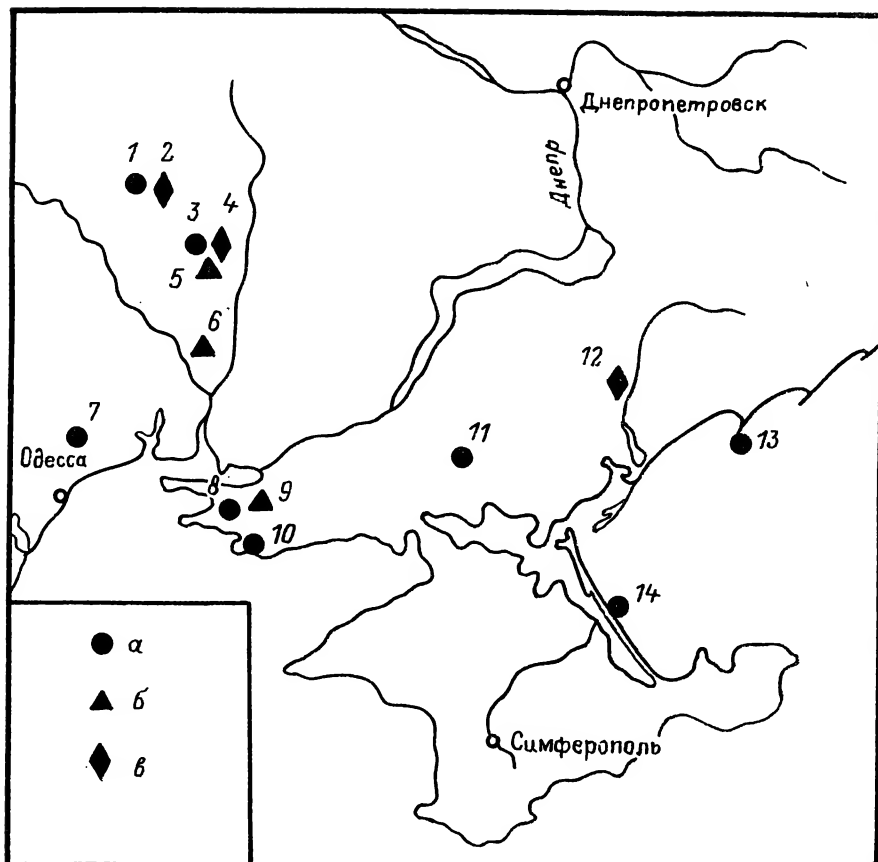 Днепропетровск
Днепр
1 2
3 4
5
6
12
7
11
13
Одесса
8
9
10
14
а
б
в
Симферополь